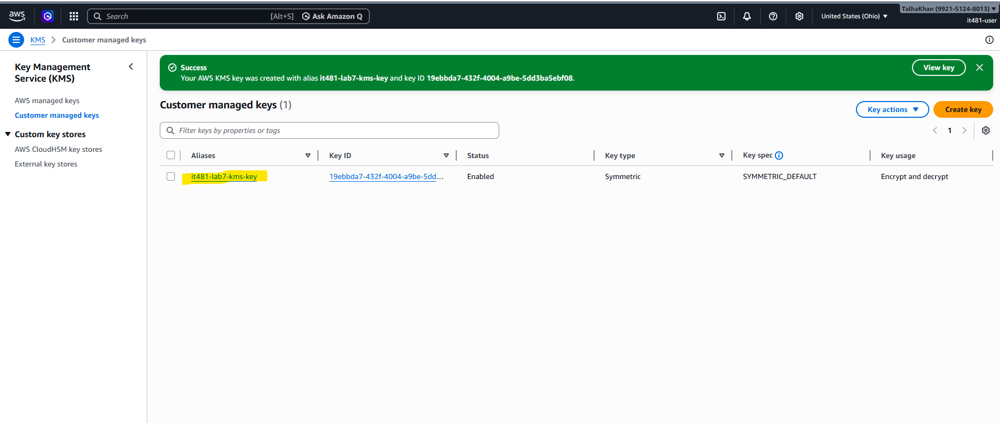 aws
Search
[Alt+S]
Ask Amazon Q
United States (Ohio)
TalhaKhan (9921-5124-8013)
it481-user
KMS
Customer managed keys
Key Management
Service (KMS)
AWS managed keys
Customer managed keys
Custom key stores
AWS CloudHSM key stores
External key stores
Success
Your AWS KMS key was created with alias it481-lab7-kms-key and key ID 19ebbda7-432f-4004-a9be-5dd3ba5ebf08.
View key
Customer managed keys (1)
Key actions
Create key
Filter keys by properties or tags
1
Aliases Key ID Status Key type Key spec Key usage
it481-lab7-kms-key 19ebbda7-432f-4004-a9be-5dd... Enabled Symmetric SYMMETRIC_DEFAULT Encrypt and decrypt